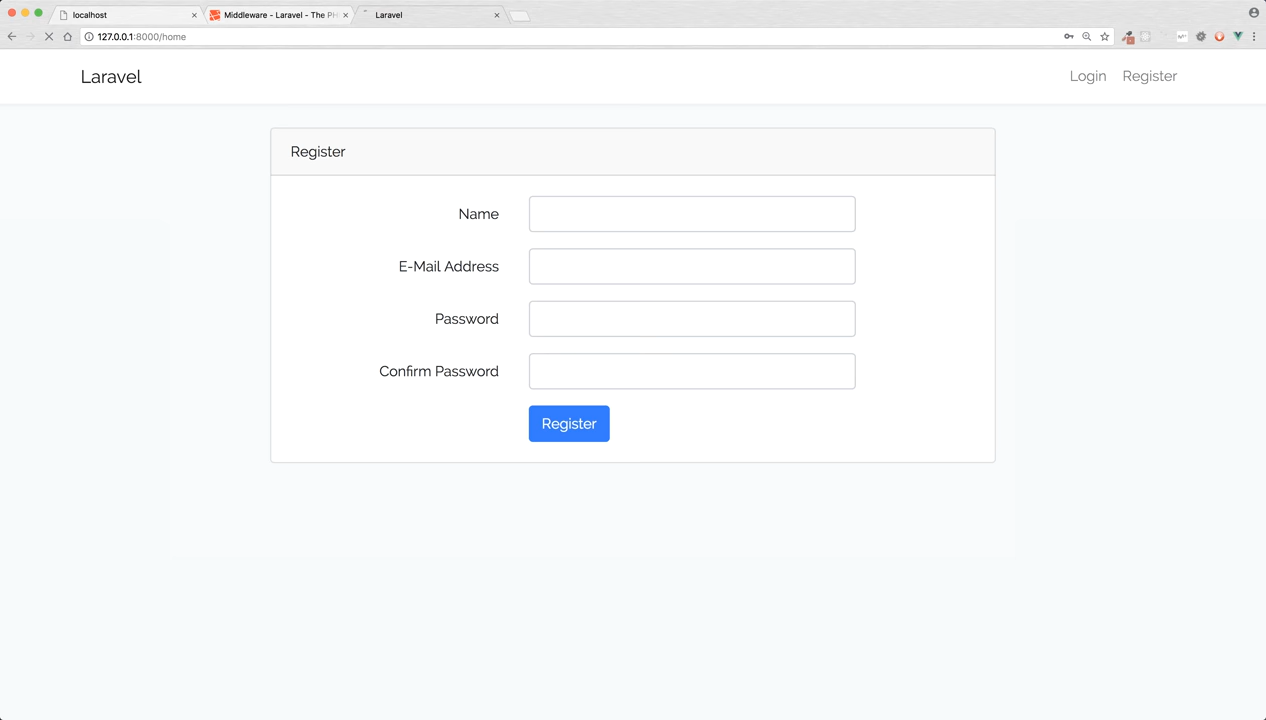 localhost
Middleware - Laravel - The PH
Laravel
127.0.0.1:8000/home
Laravel
Login
Register
Register
Name
E-Mail Address
Password
Confirm Password
Register